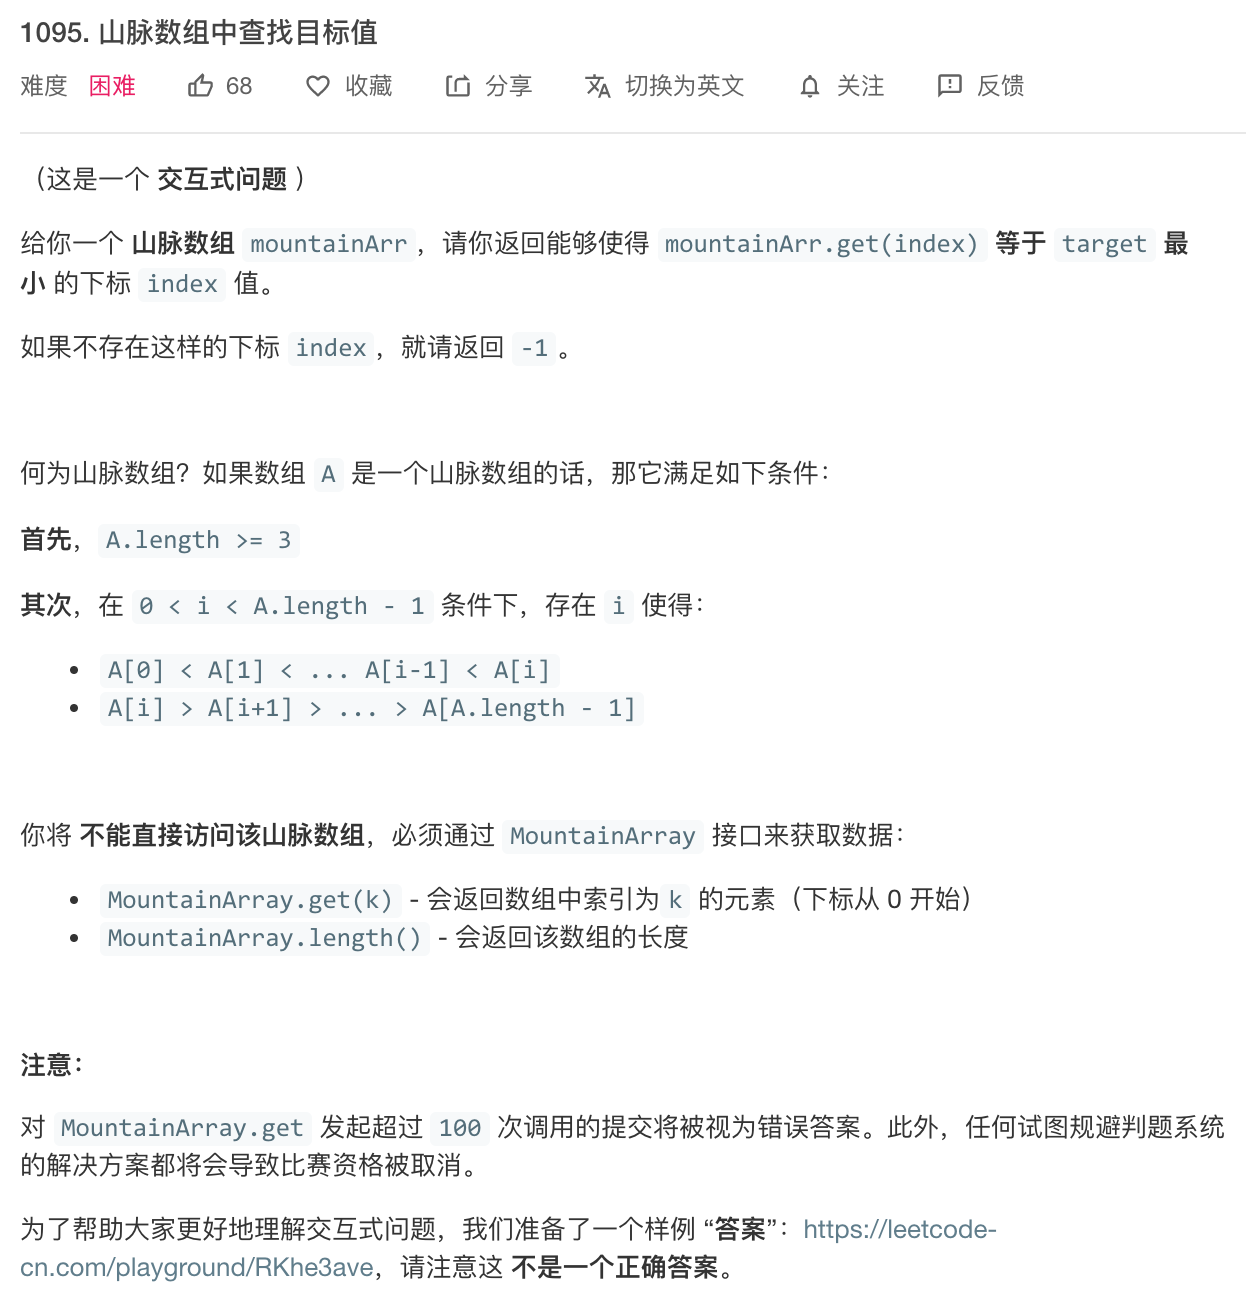 1095. 山脉数组中查找目标值
难度 困难 68 收藏 分享 切换为英文 关注 反馈
（这是一个 交互式问题 ）
给你一个 山脉数组 mountainArr，请你返回能够使得 mountainArr.get(index) 等于 target 最
小 的下标 index 值。
如果不存在这样的下标 index，就请返回 -1。
何为山脉数组？如果数组 A 是一个山脉数组的话，那它满足如下条件：
首先，A.length >= 3
其次，在 0 < i < A.length - 1 条件下，存在 i 使得：
• A[0] < A[1] < ... A[i-1] < A[i]
• A[i] > A[i+1] > ... > A[A.length - 1]
你将 不能直接访问该山脉数组，必须通过 MountainArray 接口来获取数据：
• MountainArray.get(k) - 会返回数组中索引为 k 的元素（下标从 0 开始）
• MountainArray.length() - 会返回该数组的长度
注意：
对 MountainArray.get 发起超过 100 次调用的提交将被视为错误答案。此外，任何试图规避判题系统
的解决方案都将会导致比赛资格被取消。
为了帮助大家更好地理解交互式问题，我们准备了一个样例 “答案”：https://leetcode-
cn.com/playground/RKhe3ave，请注意这 不是一个正确答案。